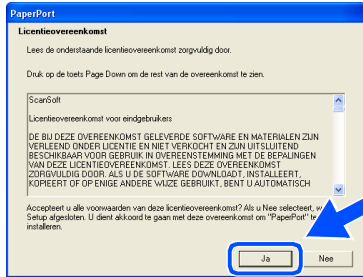 PaperPort
Licentieovereenkomst
Lees de onderstaande licentieovereenkomst zorgvuldig door.
Druk op de toets Page Down om de rest van de overeenkomst te zien.
ScanSoft
Licentieovereenkomst voor eindgebruikers
DE BIJ DEZE OVEREENKOMST GELEVERDE SOFTWARE EN MATERIALEN ZIJN
VERLEEND ONDER LICENTIE EN NIET VERKOCHT EN ZIJN UITSLUITEND
BESCHIKBAAR VOOR GEBRUIK IN OVEREENSTEMMING MET DE BEPALINGEN
VAN DEZE LICENTIEOVEREENKOMST. LEES DEZE OVEREENKOMST
ZORGVULDIG DOOR. ALS U DE SOFTWARE DOWNLOADT, INSTALLEERT,
KOPIEERT OF OP ENIGE ANDERE WIJZE GEBRUIKT, BENT U AUTOMATISCH
Accepteert u alle voorwaarden van deze licentieovereenkomst? Als u Nee selecteert, w
Setup afgesloten. U dient akkoord te gaan met deze overeenkomst om "PaperPort" te
installeren.
Ja
Nee